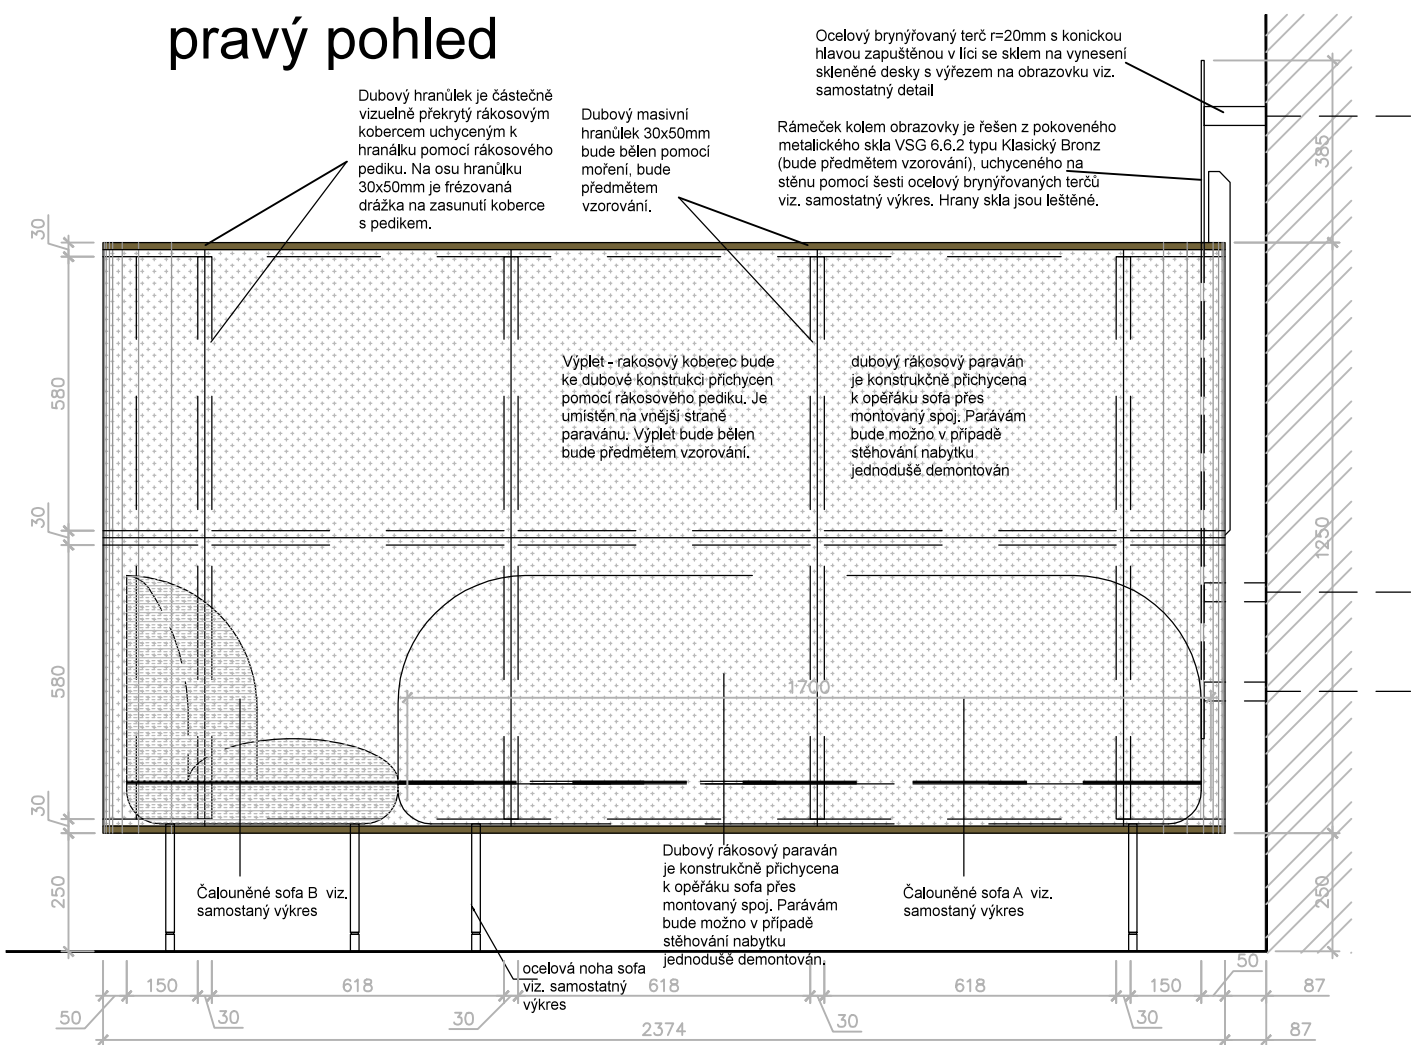 pravý pohled
Ocelový brynýřovaný terč r=20mm s konickou
hlavou zapuštěnou v líci se sklem na vynesení
skleněné desky s výřezem na obrazovku viz.
samostatný detail
Dubový hranůlek je částečně
vizuelně překrytý rákosovým
kobercem uchyceným k
hranálku pomocí rákosového
pediku. Na osu hranůlku
30x50mm je frézovaná
drážka na zasunutí koberce
s pedikem.
Dubový masivní
hranůlek 30x50mm
bude bělen pomocí
moření, bude
předmětem
vzorování.
Rámeček kolem obrazovky je řešen z pokoveného
metalického skla VSG 6.6.2 typu Klasický Bronz
(bude předmětem vzorování), uchyceného na
stěnu pomocí šesti ocelový brynýřovaných terčů
viz. samostatný výkres. Hrany skla jsou leštěné.
385
30
580
30
580
30
250
Výplet - rakosový koberec bude
ke dubové konstrukci přichycen
pomocí rákosového pediku. Je
umistěn na vnější straně
paravánu. Výplet bude bělen
bude předmětem vzorování.
dubový rákosový paraván
je konstrukčně přichycena
k opěřáku sofa přes
montovaný spoj. Parávám
bude možno v případě
stěhování nabytku
jednodušě demontován
1250
1700
250
Čalouněné sofa B viz.
samostaný výkres
Dubový rákosový paraván
je konstrukčně přichycena
k opěřáku sofa přes
montovaný spoj. Parávám
bude možno v případě
stěhování nabytku
jednodušě demontován.
Čalouněné sofa A viz.
samostaný výkres
ocelová noha sofa
viz. samostatný
výkres
50
150
30
618
30
618
30
618
30
150
50
87
2374
87